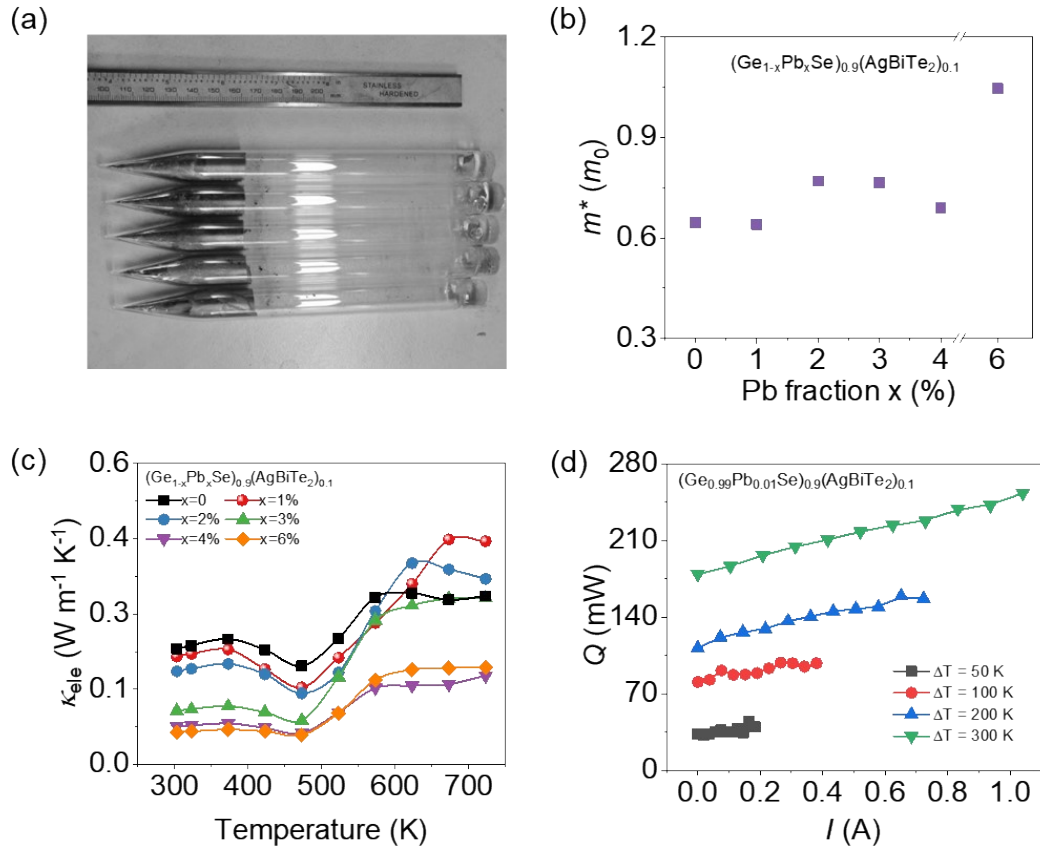 (a)
100 110 120 130 140 150 160 170 180 190 200
STAINLESS
HARDENED
(b)
1.2
0.9
0.6
0.3
m* (m₀)
(Ge₁₋ₓPbₓSe)₀.₉(AgBiTe₂)₀.₁
0 1 2 3 4 6
Pb fraction x (%)
(c)
0.6
0.3
0.1
0.0
κₑₗₑ (W m⁻¹ K⁻¹)
(Ge₁₋ₓPbₓSe)₀.₉(AgBiTe₂)₀.₁
x=0 x=1%
x=2% x=3%
x=4% x=6%
300 400 500 600 700
Temperature (K)
(d)
280
210
140
70
0
Q (mW)
(Ge₀.₉₉Pb₀.₀₁Se)₀.₉(AgBiTe₂)₀.₁
ΔT = 50 K
ΔT = 100 K
ΔT = 200 K
ΔT = 300 K
0.0 0.2 0.4 0.6 0.8 1.0
I (A)